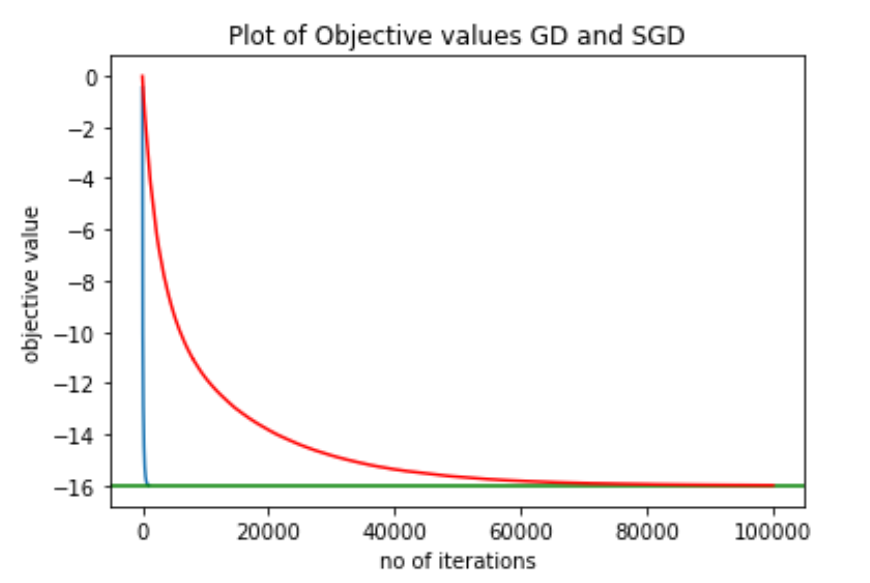 Plot of Objective values GD and SGD
0
−2
−4
−6
−8
−10
−12
−14
−16
objective value
0 20000 40000 60000 80000 100000
no of iterations